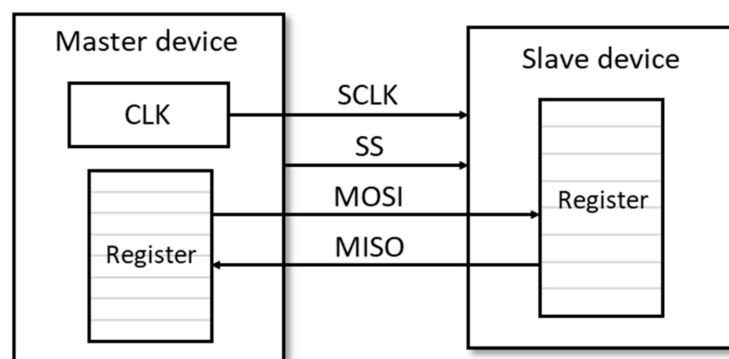 Master device
Slave device
CLK
SCLK
SS
MOSI
MISO
Register
Register